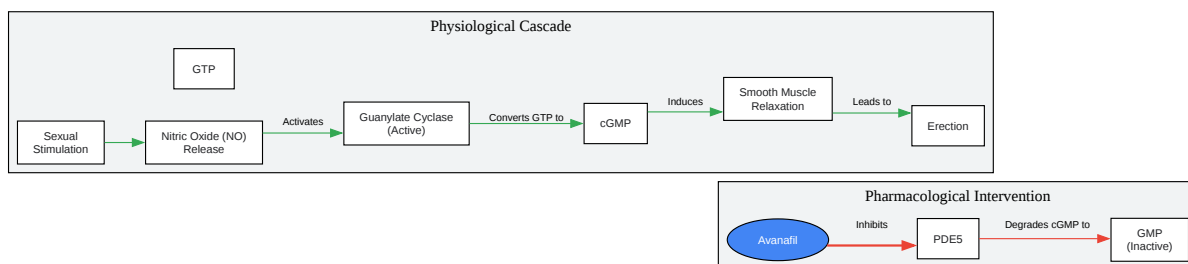 Physiological Cascade
GTP
Sexual
Stimulation
Nitric Oxide (NO)
Release
Activates
Guanylate Cyclase
(Active)
Converts GTP to
cGMP
Induces
Smooth Muscle
Relaxation
Leads to
Erection
Pharmacological Intervention
Avanafil
Inhibits
PDE5
Degrades cGMP to
GMP
(Inactive)